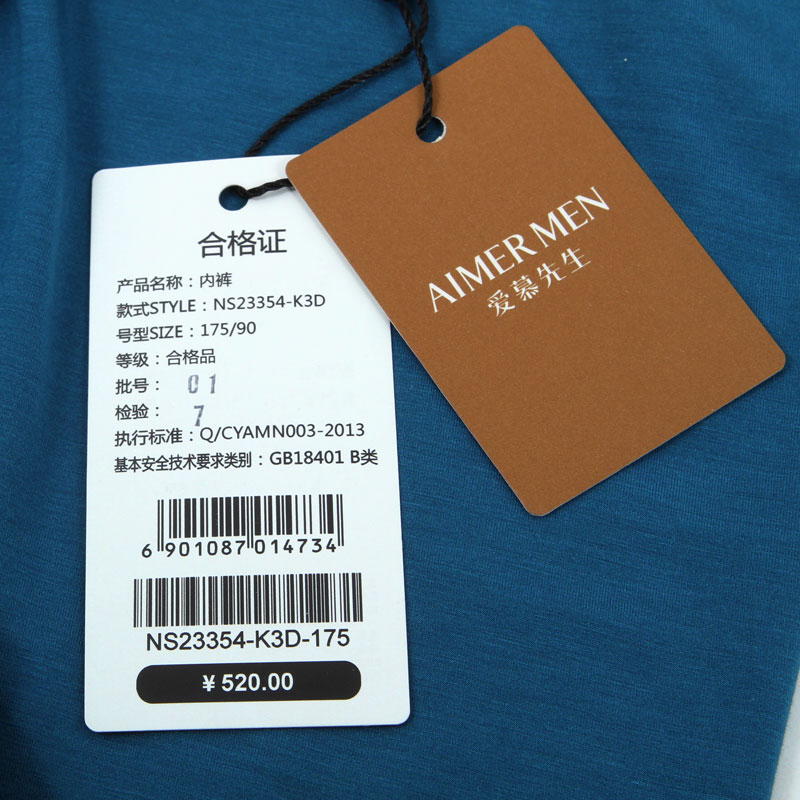 合格证
产品名称：内裤
款式STYLE：NS23354-K3D
号型SIZE：175/90
等级：合格品
批号： 01
检验： 7
执行标准：Q/CYAMN003-2013
基本安全技术要求类别：GB18401 B类
6 901087 014734
NS23354-K3D-175
¥ 520.00
AIMER MEN
爱慕先生